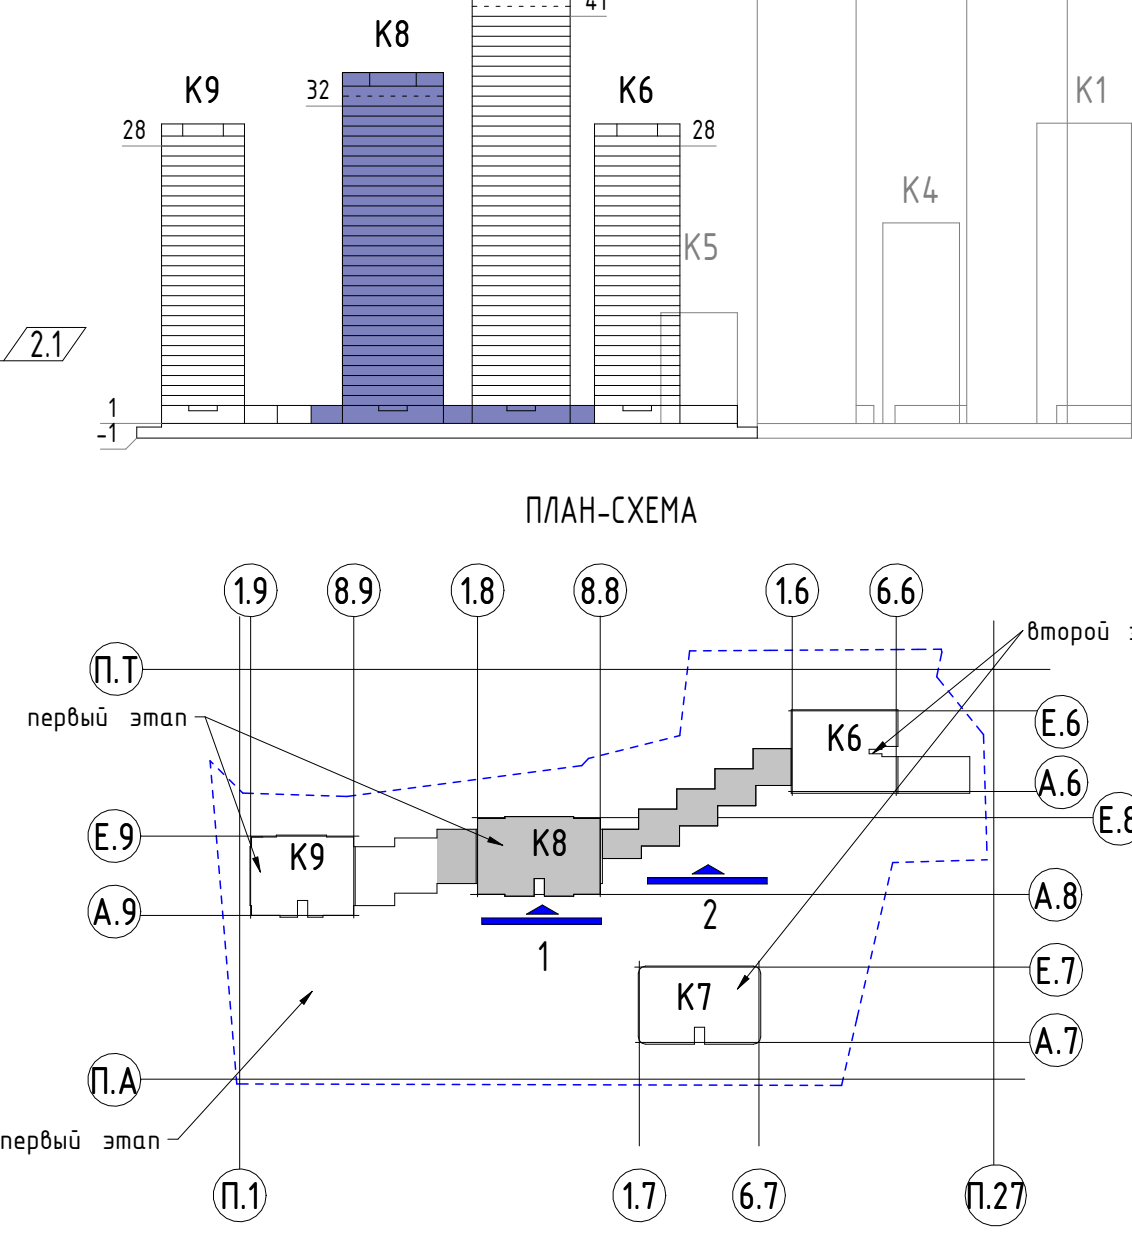 41
К8
К9
32
К6
К1
28
28
К4
К5
2.1
1
-1
ПЛАН-СХЕМА
1.9
8.9
1.8
8.8
1.6
6.6
второй
П.Т
первый этап
Е.6
К6
А.6
Е.8
Е.9
К9
К8
А.9
А.8
2
1
Е.7
К7
А.7
П.А
первый этап
П.1
1.7
6.7
П.27